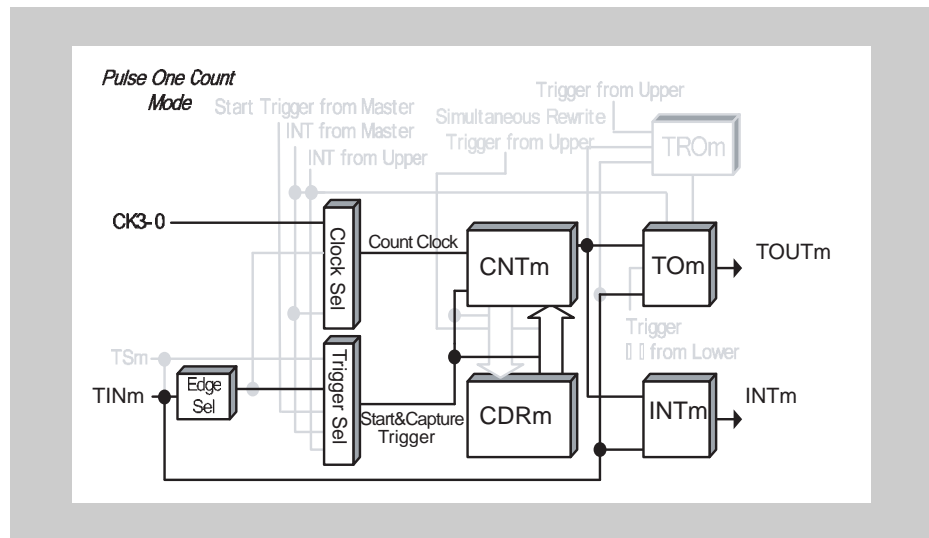 Pulse One Count
Mode
Start Trigger from Master
INT from Master
INT from Upper
Simultaneous Rewrite
Trigger from Upper
Trigger from Upper
TROm
CK3-0
Clock Sel
Count Clock
CNTm
TOm
TOUTm
Trigger
from Lower
TSm
TINm
Edge
Sel
Trigger Sel
Start&Capture
Trigger
CDRm
INTm
INTm